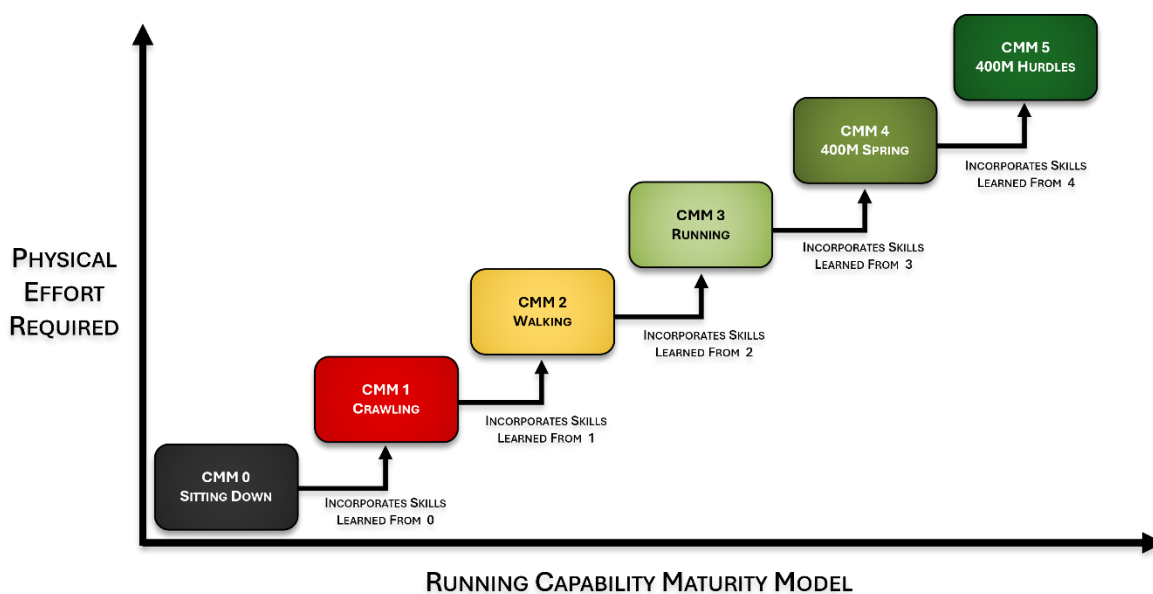 CMM 5
400M HURDLES
CMM 4
400M SPRING
INCORPORATES SKILLS
LEARNED FROM 4
CMM 3
RUNNING
INCORPORATES SKILLS
LEARNED FROM 3
PHYSICAL
EFFORT
REQUIRED
CMM 2
WALKING
INCORPORATES SKILLS
LEARNED FROM 2
CMM 1
CRAWLING
INCORPORATES SKILLS
LEARNED FROM 1
CMM 0
SITTING DOWN
INCORPORATES SKILLS
LEARNED FROM 0
RUNNING CAPABILITY MATURITY MODEL